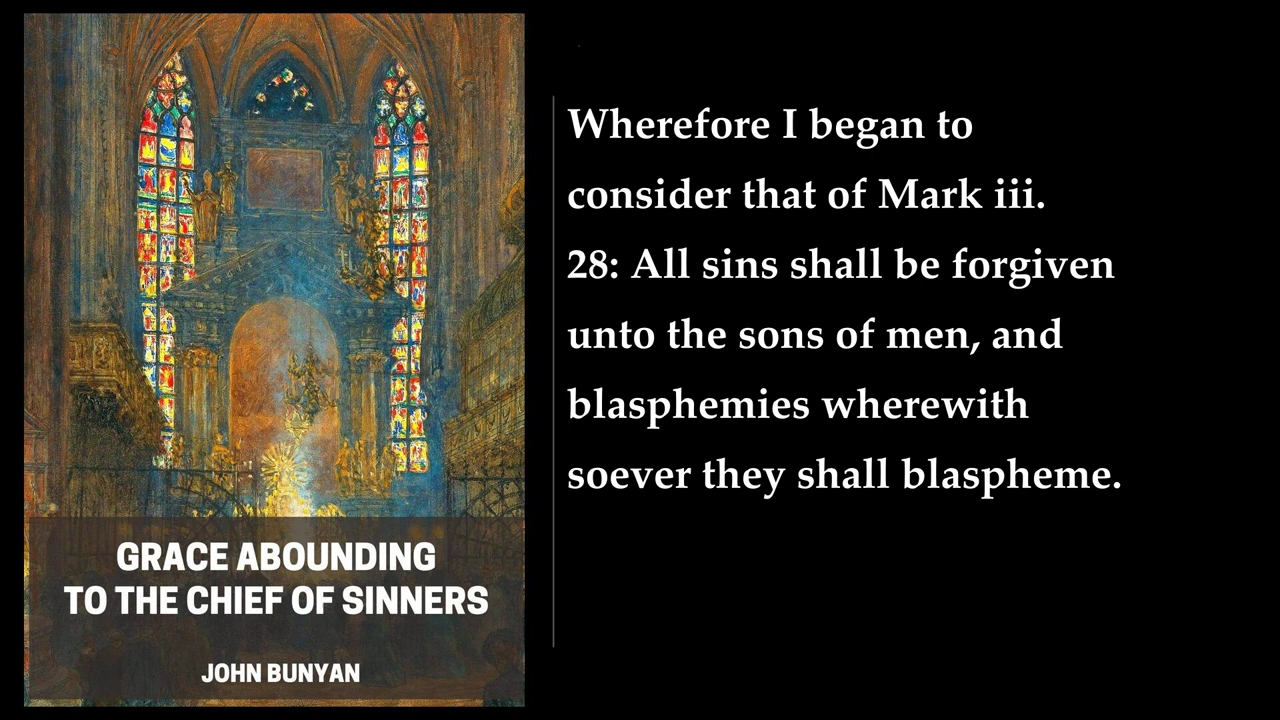 GRACE ABOUNDING
TO THE CHIEF OF SINNERS
JOHN BUNYAN
Wherefore I began to
consider that of Mark iii.
28: All sins shall be forgiven
unto the sons of men, and
blasphemies wherewith
soever they shall blaspheme.